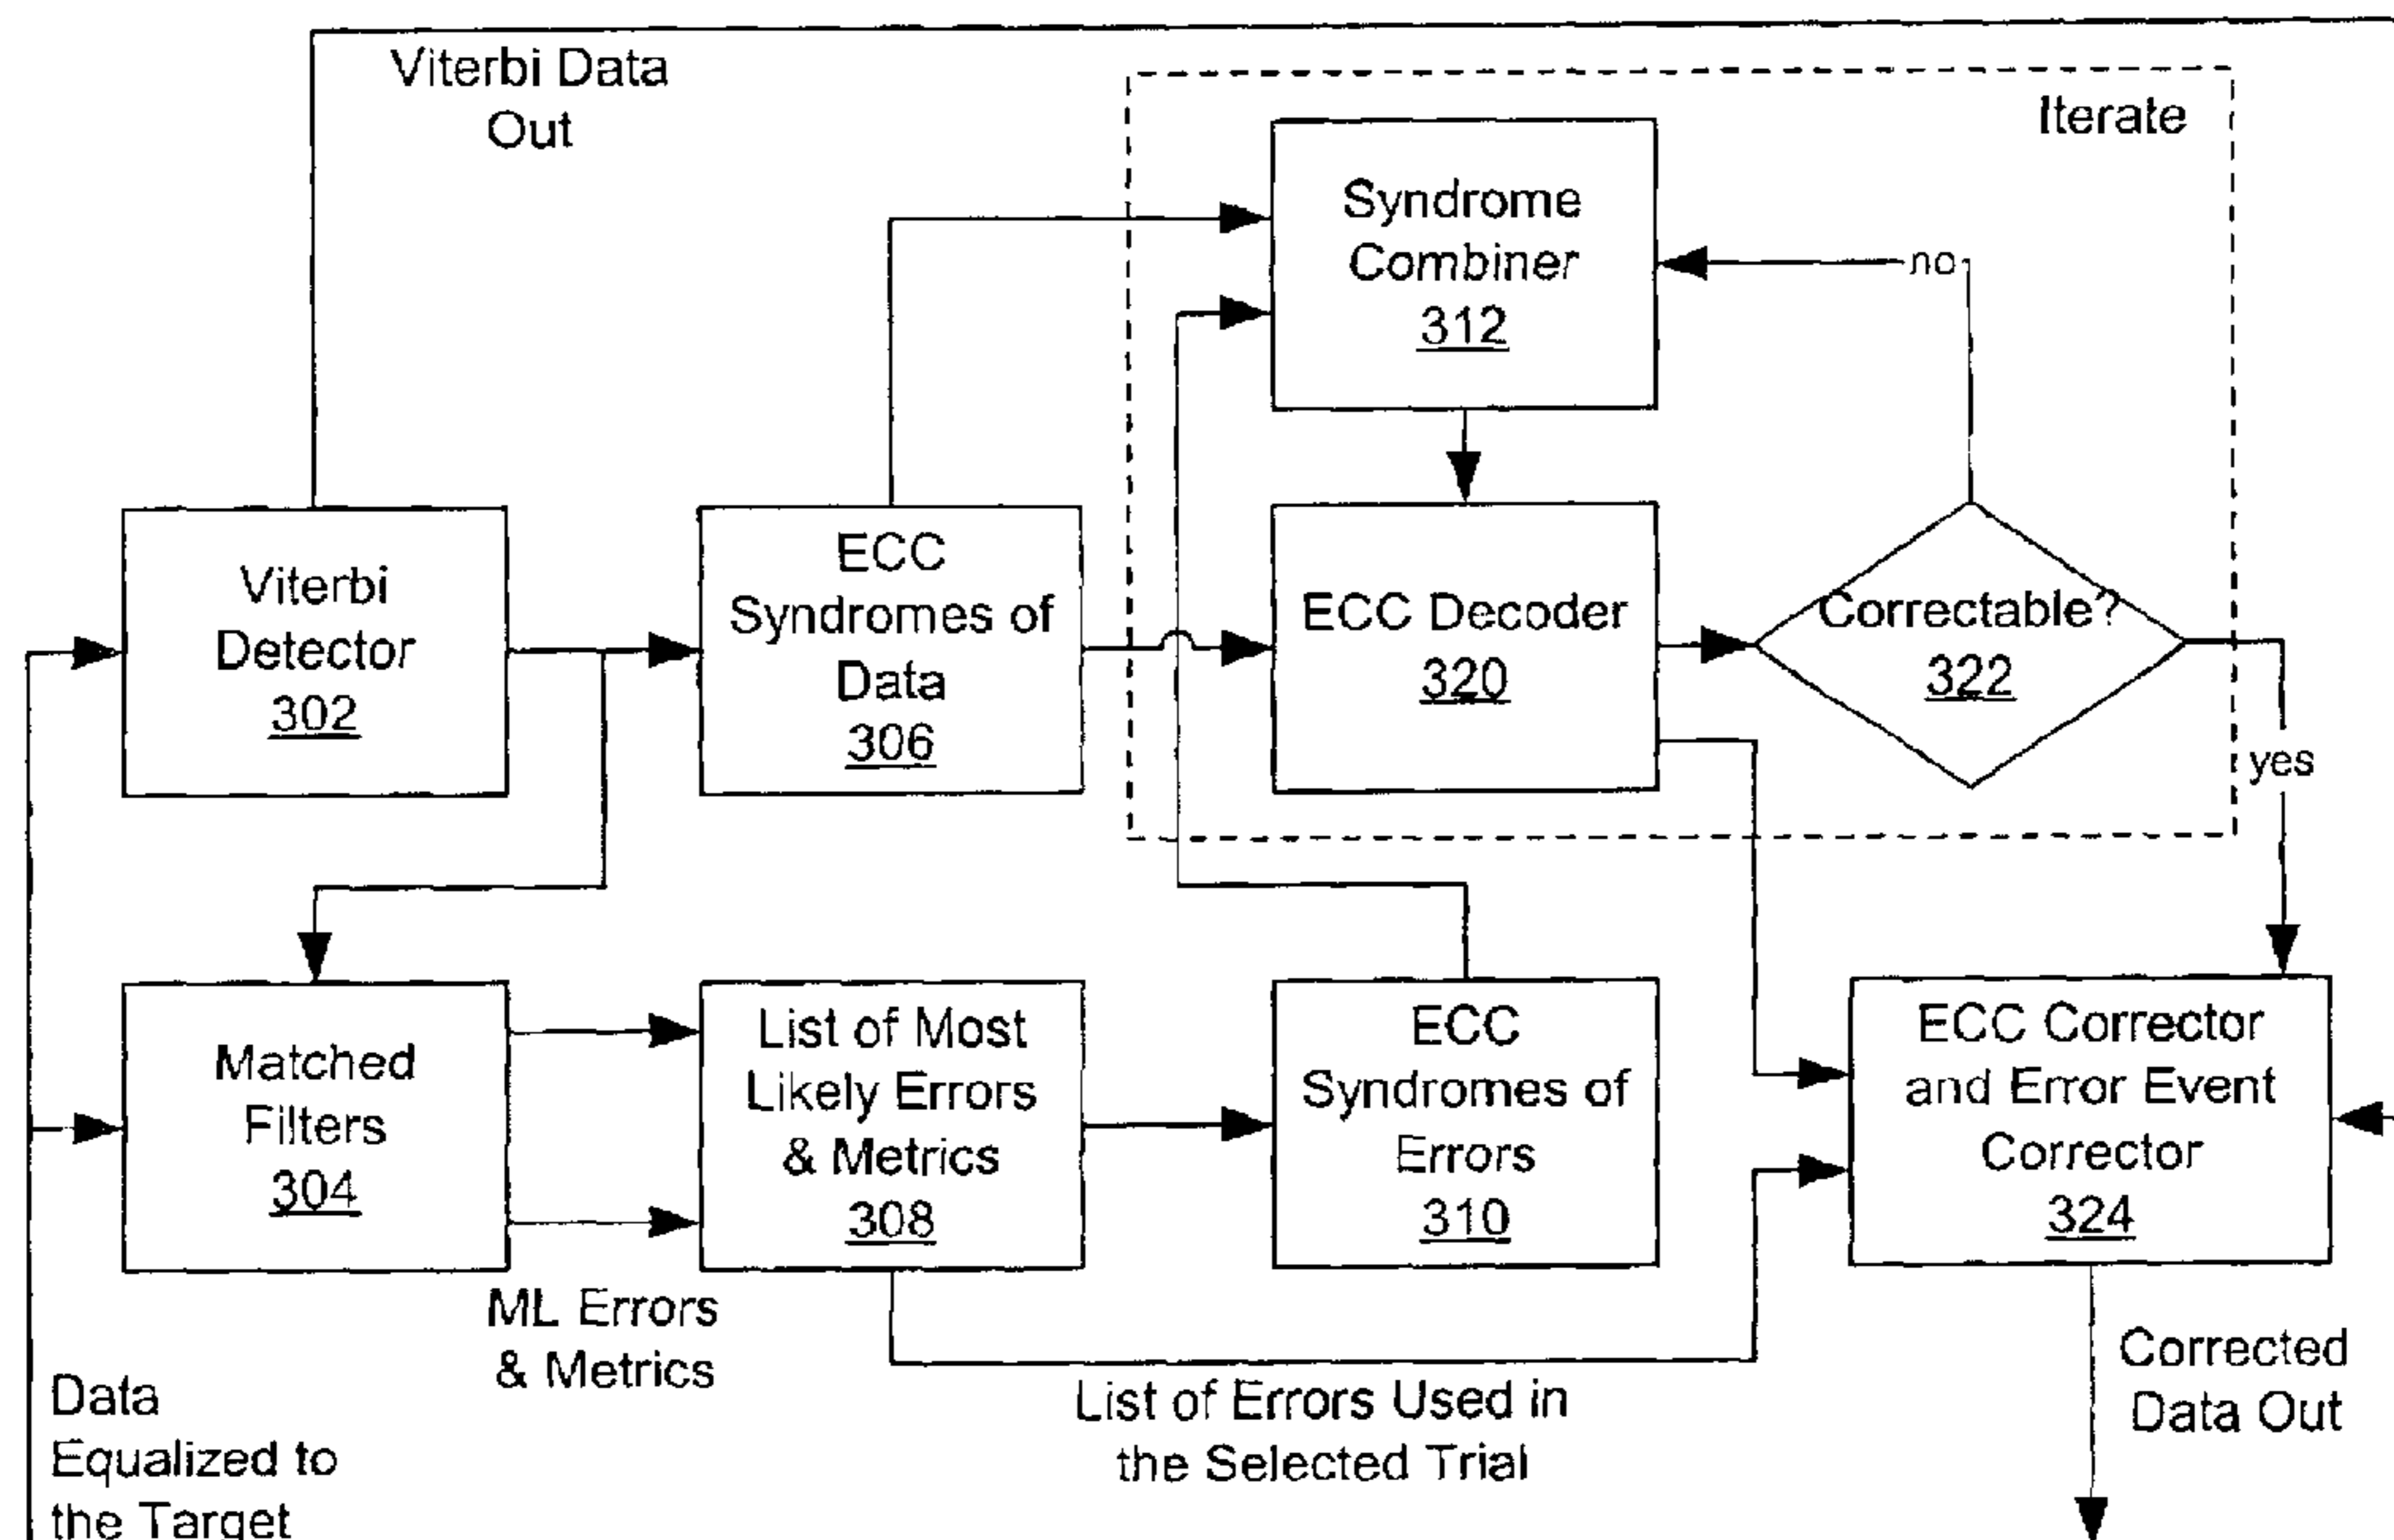 Viterbi Data
Out
Iterate
Syndrome
Combiner
312
no
Viterbi
Detector
302
ECC
Syndromes of
Data
306
ECC Decoder
320
Correctable?
322
yes
Matched
Filters
304
List of Most
Likely Errors
& Metrics
308
ECC
Syndromes of
Errors
310
ECC Corrector
and Error Event
Corrector
324
ML Errors
& Metrics
Data
Equalized to
the Target
List of Errors Used in
the Selected Trial
Corrected
Data Out